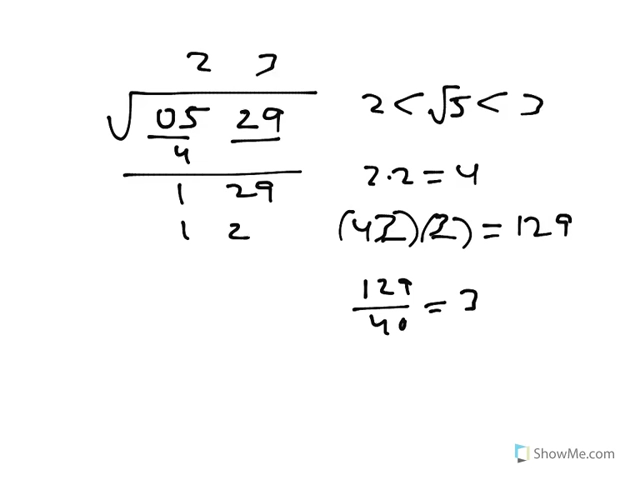 2 3
√05 29
4
1 29
1 2
2 < √5 < 3
2·2 = 4
(42)(2) = 129
129/40 = 3
ShowMe.com